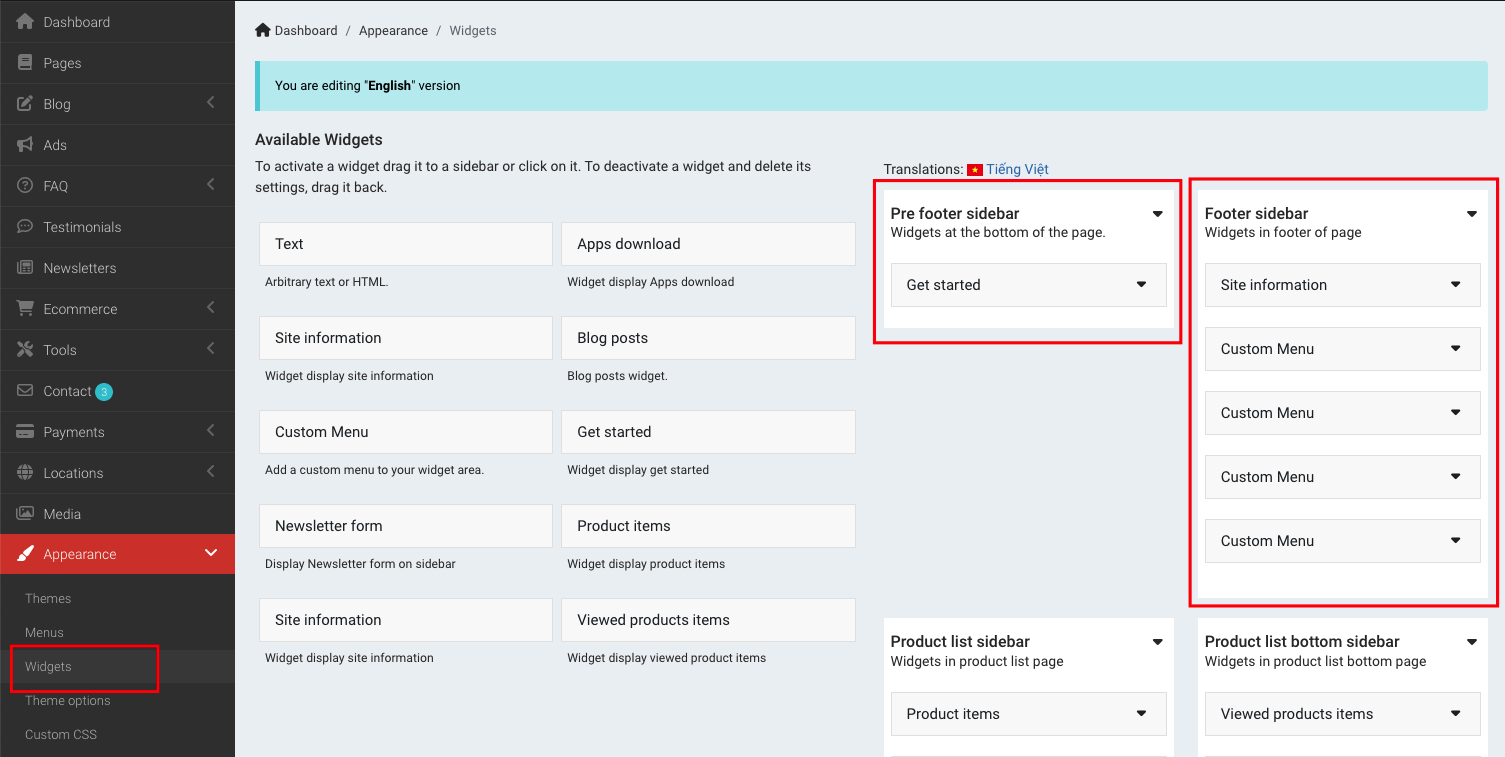 Dashboard
Pages
Blog
Ads
FAQ
Testimonials
Newsletters
Ecommerce
Tools
Contact 3
Payments
Locations
Media
Appearance
Themes
Menus
Widgets
Theme options
Custom CSS
Dashboard / Appearance / Widgets
You are editing "English" version
Available Widgets
To activate a widget drag it to a sidebar or click on it. To deactivate a widget and delete its
settings, drag it back.
Text
Arbitrary text or HTML.
Apps download
Widget display Apps download
Site information
Widget display site information
Blog posts
Blog posts widget.
Custom Menu
Add a custom menu to your widget area.
Get started
Widget display get started
Newsletter form
Display Newsletter form on sidebar
Product items
Widget display product items
Site information
Widget display site information
Viewed products items
Widget display viewed product items
Translations: Tiếng Việt
Pre footer sidebar
Widgets at the bottom of the page.
Get started
Footer sidebar
Widgets in footer of page
Site information
Custom Menu
Custom Menu
Custom Menu
Custom Menu
Product list sidebar
Widgets in product list page
Product items
Product list bottom sidebar
Widgets in product list bottom page
Viewed products items